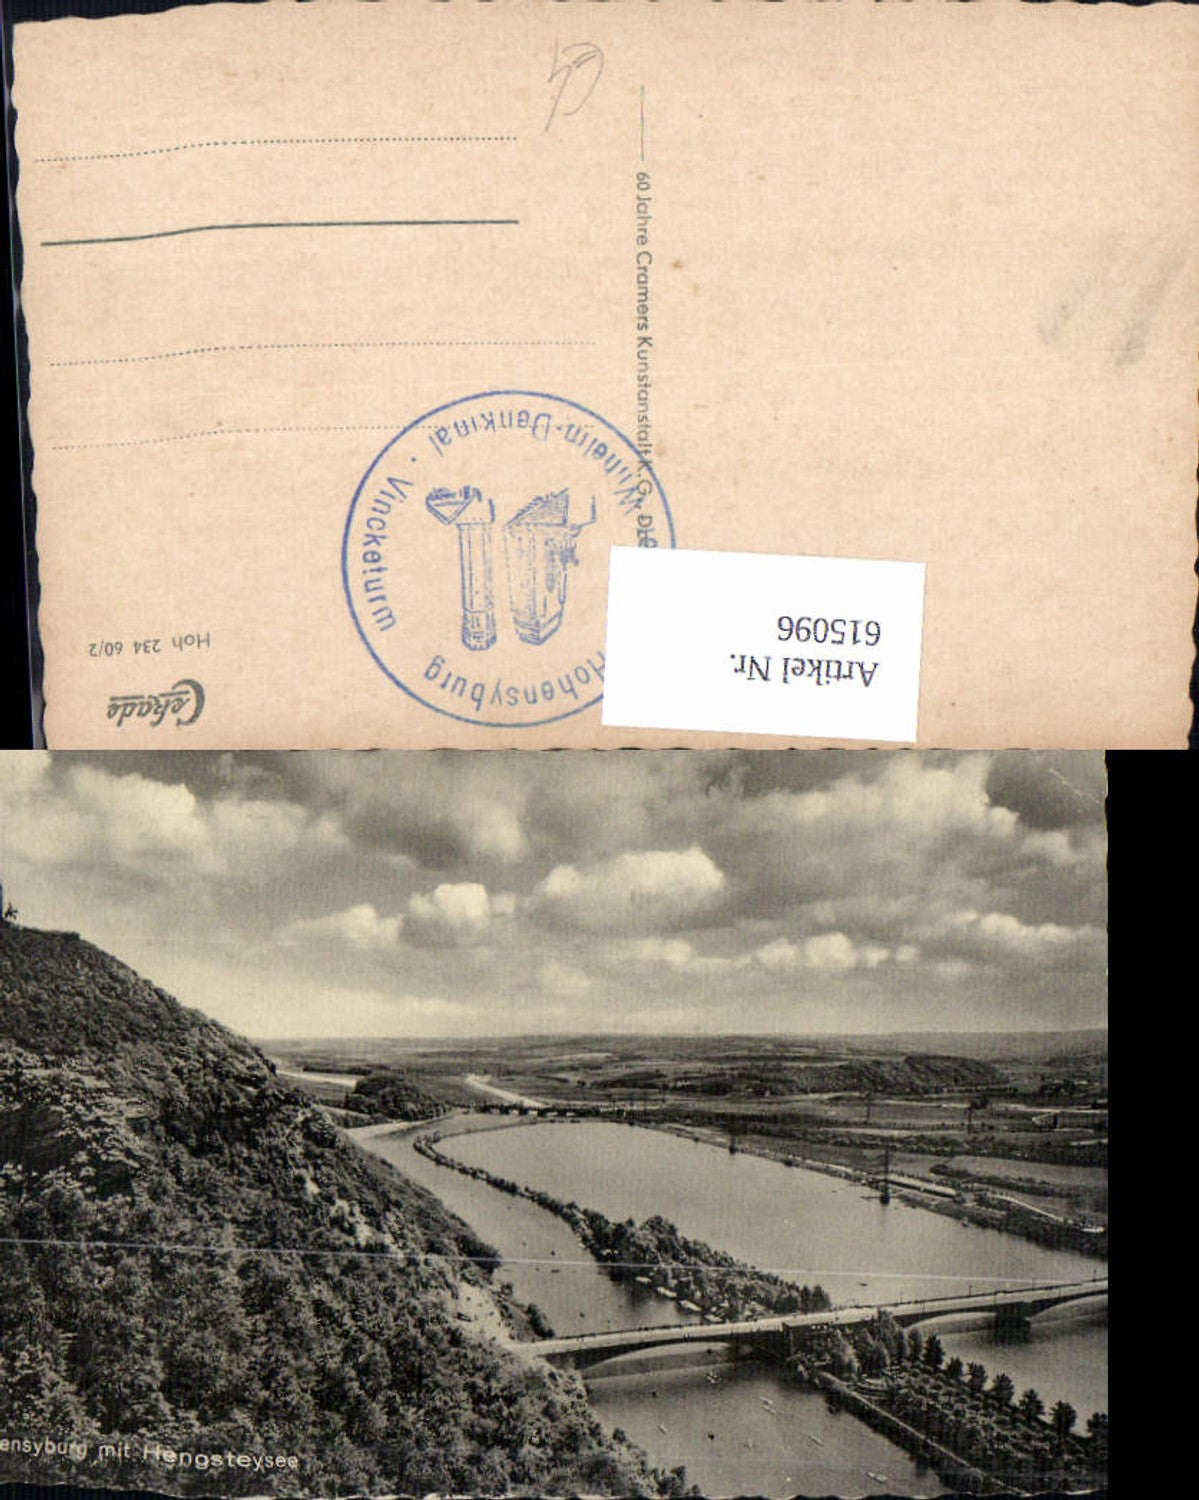 60 Jahre Cramers Kunstanstalt K.G.,
Wilhelm-Denkmal · Vincketurm
Hohensyburg
Artikel Nr.
615096
Hoh 234 60/2
Cekade
ensyburg mit Hengsteysee